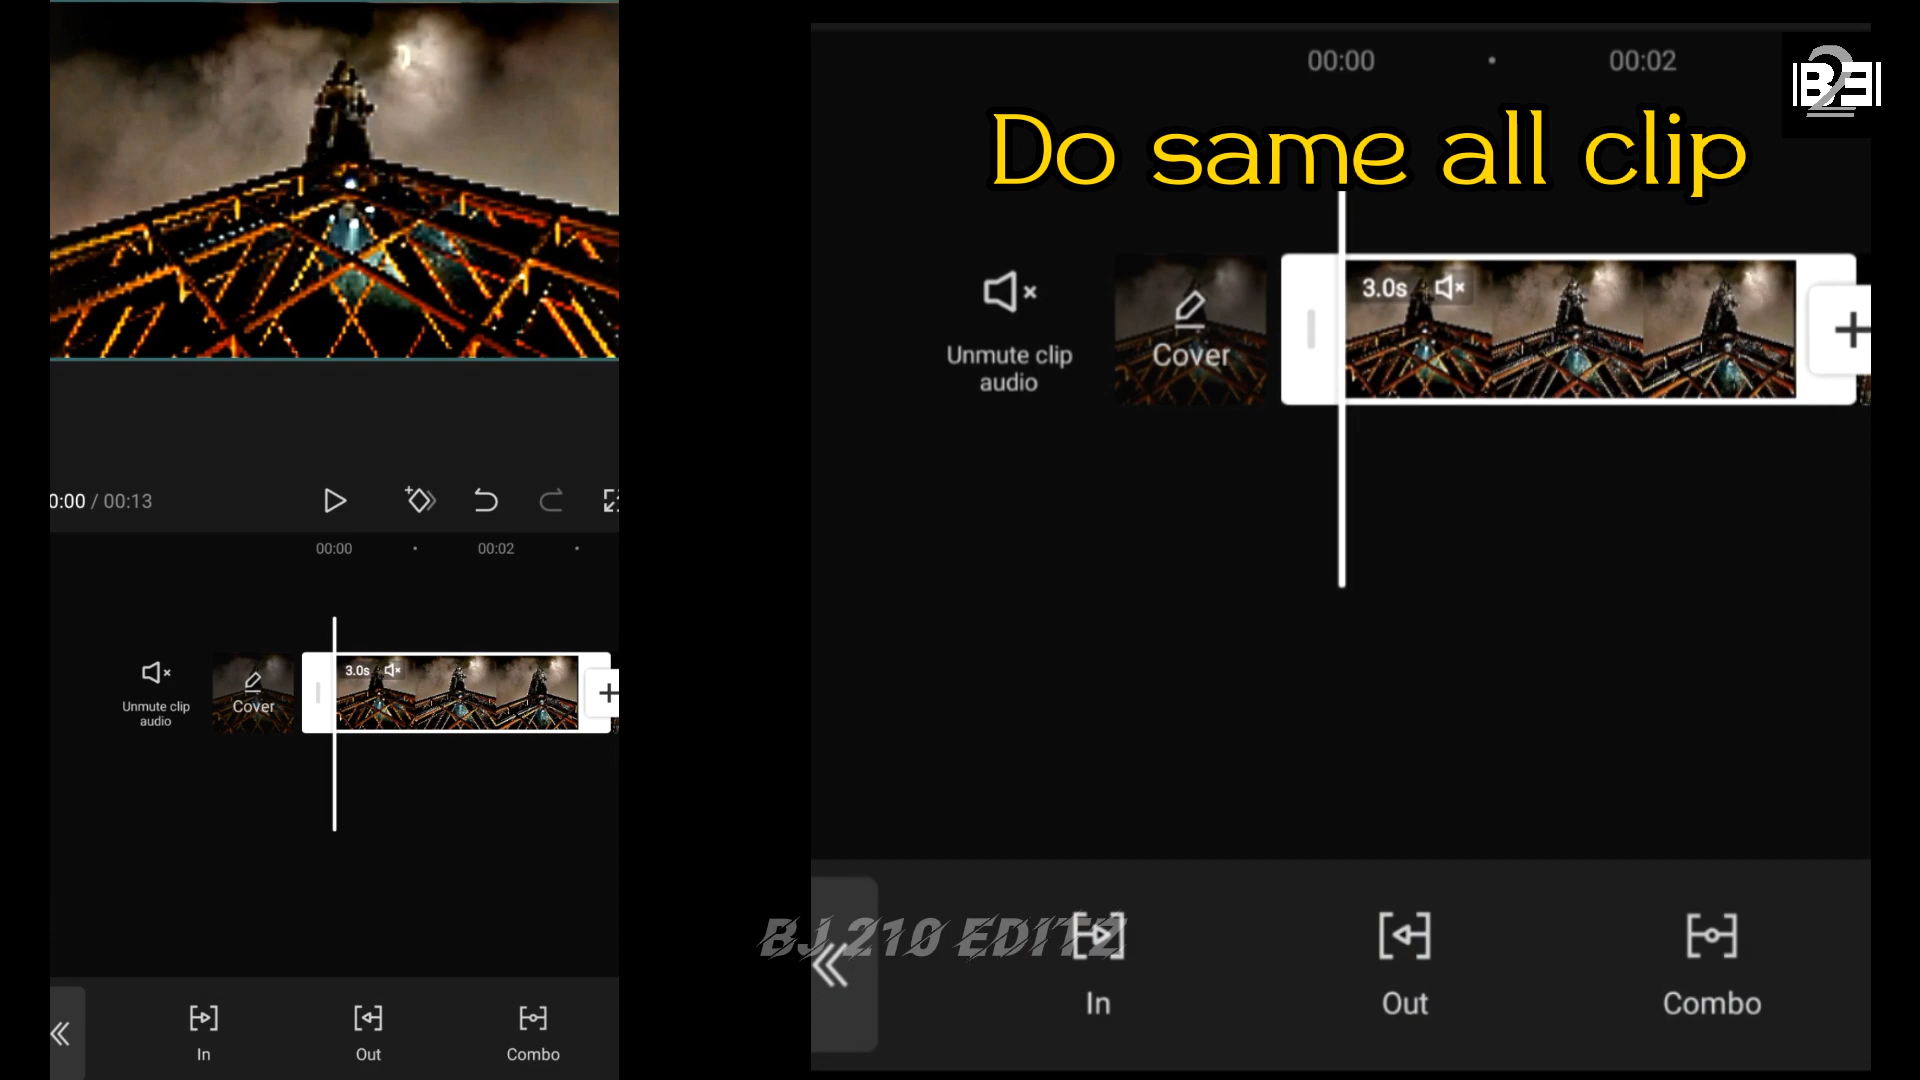 0:00 / 00:13
00:00
00:02
3.0s
Unmute clip
audio
Cover
In
Out
Combo
00:00
00:02
Do same all clip
3.0s
Unmute clip
audio
Cover
BJ 210 EDITZ
In
Out
Combo